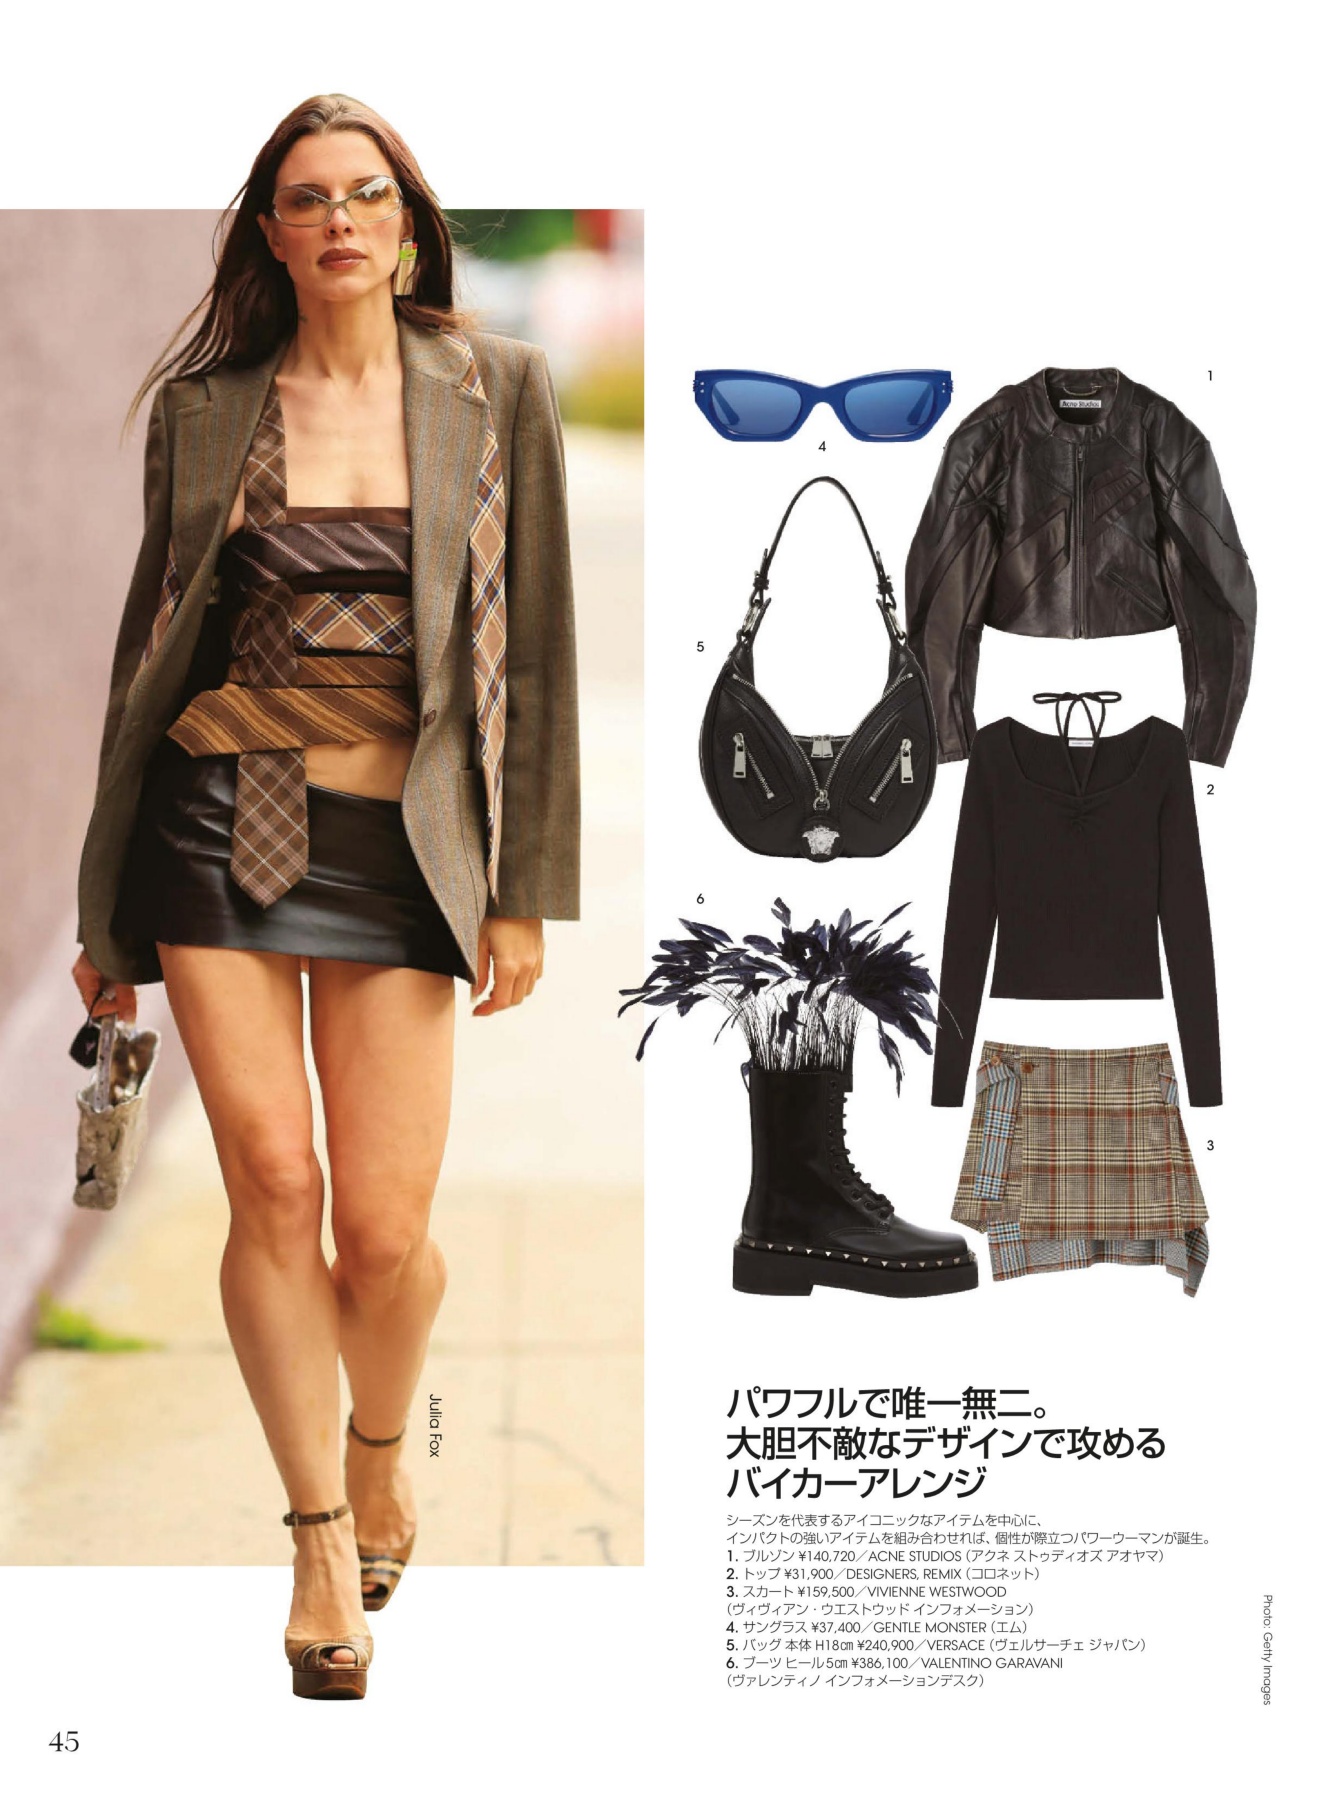 Julia Fox
1
4
Acne Studios
5
2
6
3
パワフルで唯一無二。
大胆不敵なデザインで攻める
バイカーアレンジ
シーズンを代表するアイコニックなアイテムを中心に、
インパクトの強いアイテムを組み合わせれば、個性が際立つパワーウーマンが誕生。
1. ブルゾン ¥140,720／ACNE STUDIOS（アクネ ストゥディオズ アオヤマ）
2. トップ ¥31,900／DESIGNERS, REMIX（コロネット）
3. スカート ¥159,500／VIVIENNE WESTWOOD
（ヴィヴィアン・ウエストウッド インフォメーション）
4. サングラス ¥37,400／GENTLE MONSTER（エム）
5. バッグ 本体 H18㎝ ¥240,900／VERSACE（ヴェルサーチェ ジャパン）
6. ブーツ ヒール5㎝ ¥386,100／VALENTINO GARAVANI
（ヴァレンティノ インフォメーションデスク）
Photo: Getty Images
45